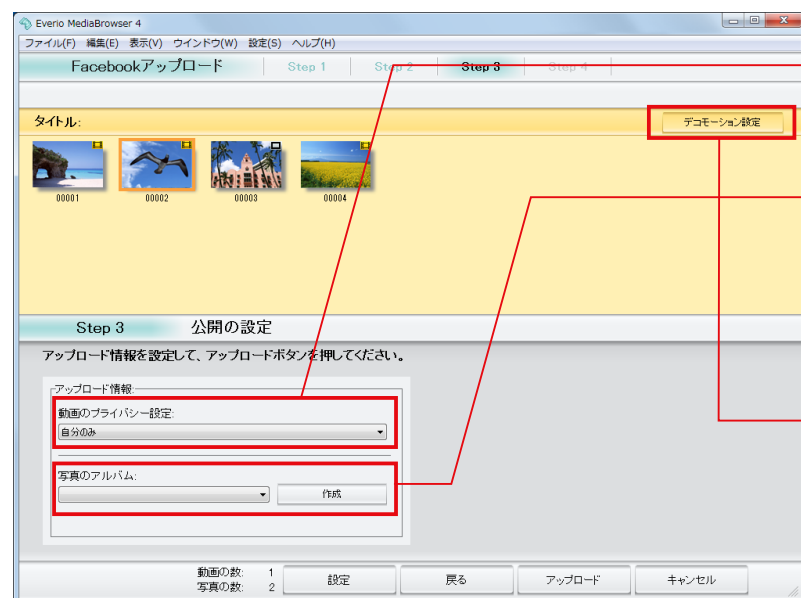 Everio MediaBrowser 4
ファイル(F) 編集(E) 表示(V) ウインドウ(W) 設定(S) ヘルプ(H)
Facebookアップロード Step 1 Step 2 Step 3 Step 4
タイトル: デコモーション設定
00001 00002 00003 00004
Step 3 公開の設定
アップロード情報を設定して、アップロードボタンを押してください。
アップロード情報:
動画のプライバシー設定:
自分のみ
写真のアルバム:
作成
動画の数: 1
写真の数: 2
設定 戻る アップロード キャンセル